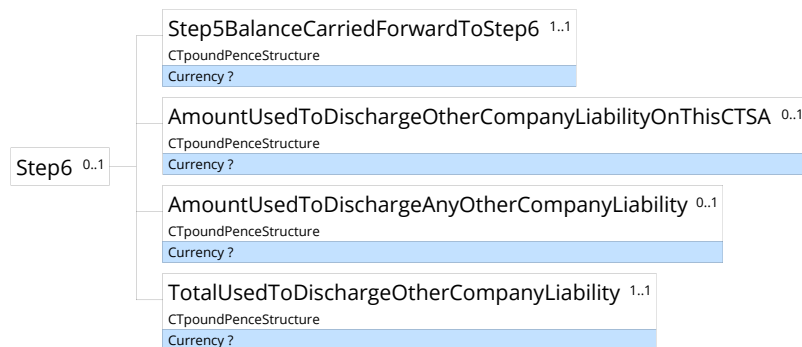 Step5BalanceCarriedForwardToStep6 1..1
CTpoundPenceStructure
Currency ?
AmountUsedToDischargeOtherCompanyLiabilityOnThisCTSA 0..1
CTpoundPenceStructure
Currency ?
Step6 0..1
AmountUsedToDischargeAnyOtherCompanyLiability 0..1
CTpoundPenceStructure
Currency ?
TotalUsedToDischargeOtherCompanyLiability 1..1
CTpoundPenceStructure
Currency ?